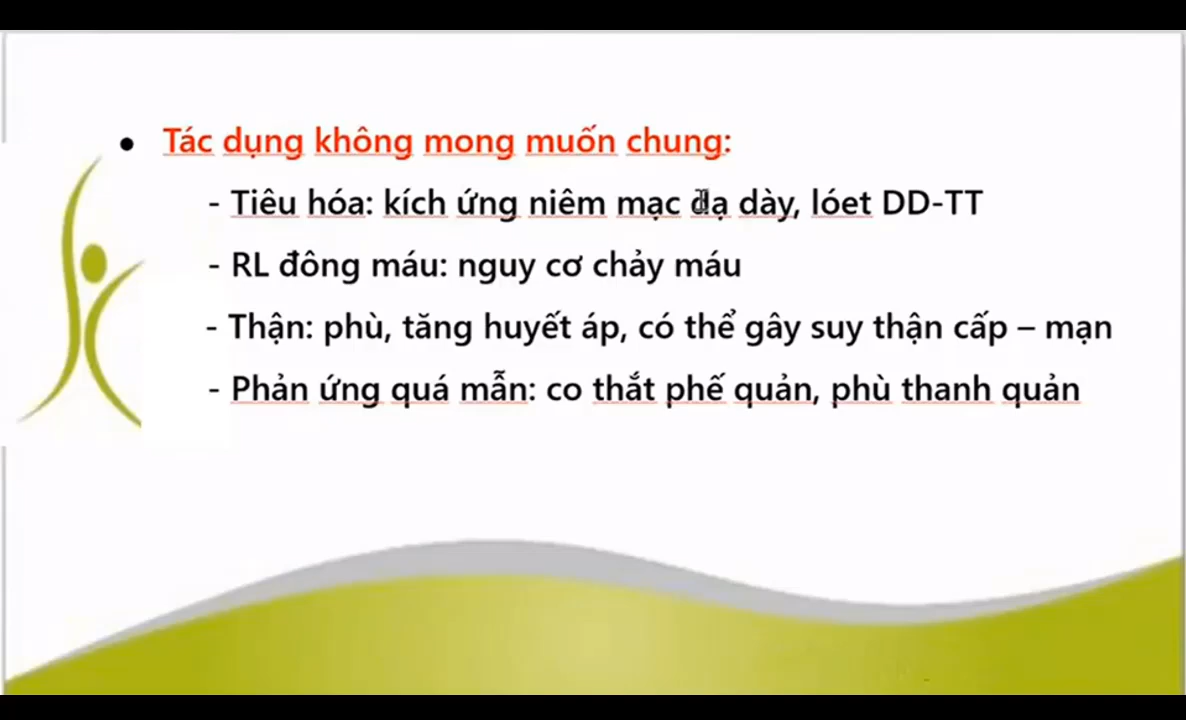 • Tác dụng không mong muốn chung:
- Tiêu hóa: kích ứng niêm mạc dạ dày, lóet DD-TT
- RL đông máu: nguy cơ chảy máu
- Thận: phù, tăng huyết áp, có thể gây suy thận cấp – mạn
- Phản ứng quá mẫn: co thắt phế quản, phù thanh quản